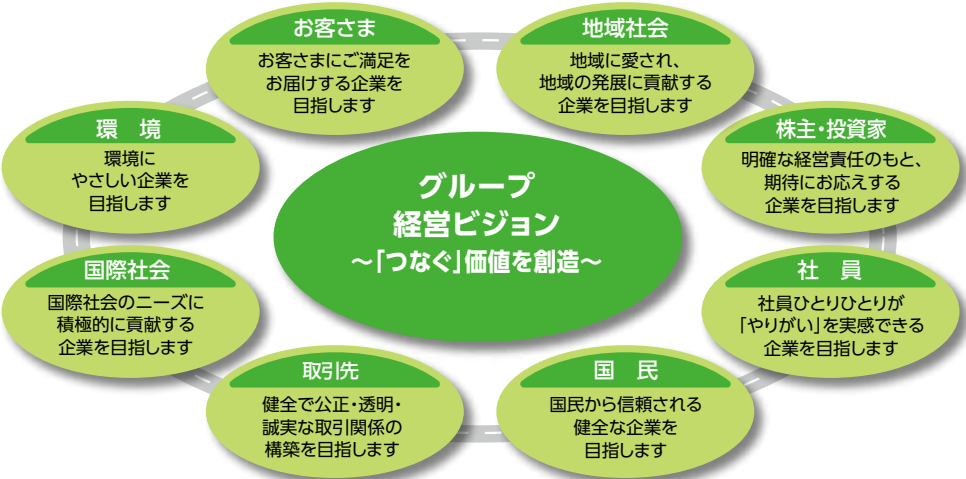 お客さま
お客さまにご満足を
お届けする企業を
目指します
地域社会
地域に愛され、
地域の発展に貢献する
企業を目指します
環　境
環境に
やさしい企業を
目指します
株主・投資家
明確な経営責任のもと、
期待にお応えする
企業を目指します
グループ
経営ビジョン
～「つなぐ」価値を創造～
国際社会
国際社会のニーズに
積極的に貢献する
企業を目指します
社　員
社員ひとりひとりが
「やりがい」を実感できる
企業を目指します
取引先
健全で公正・透明・
誠実な取引関係の
構築を目指します
国　民
国民から信頼される
健全な企業を
目指します